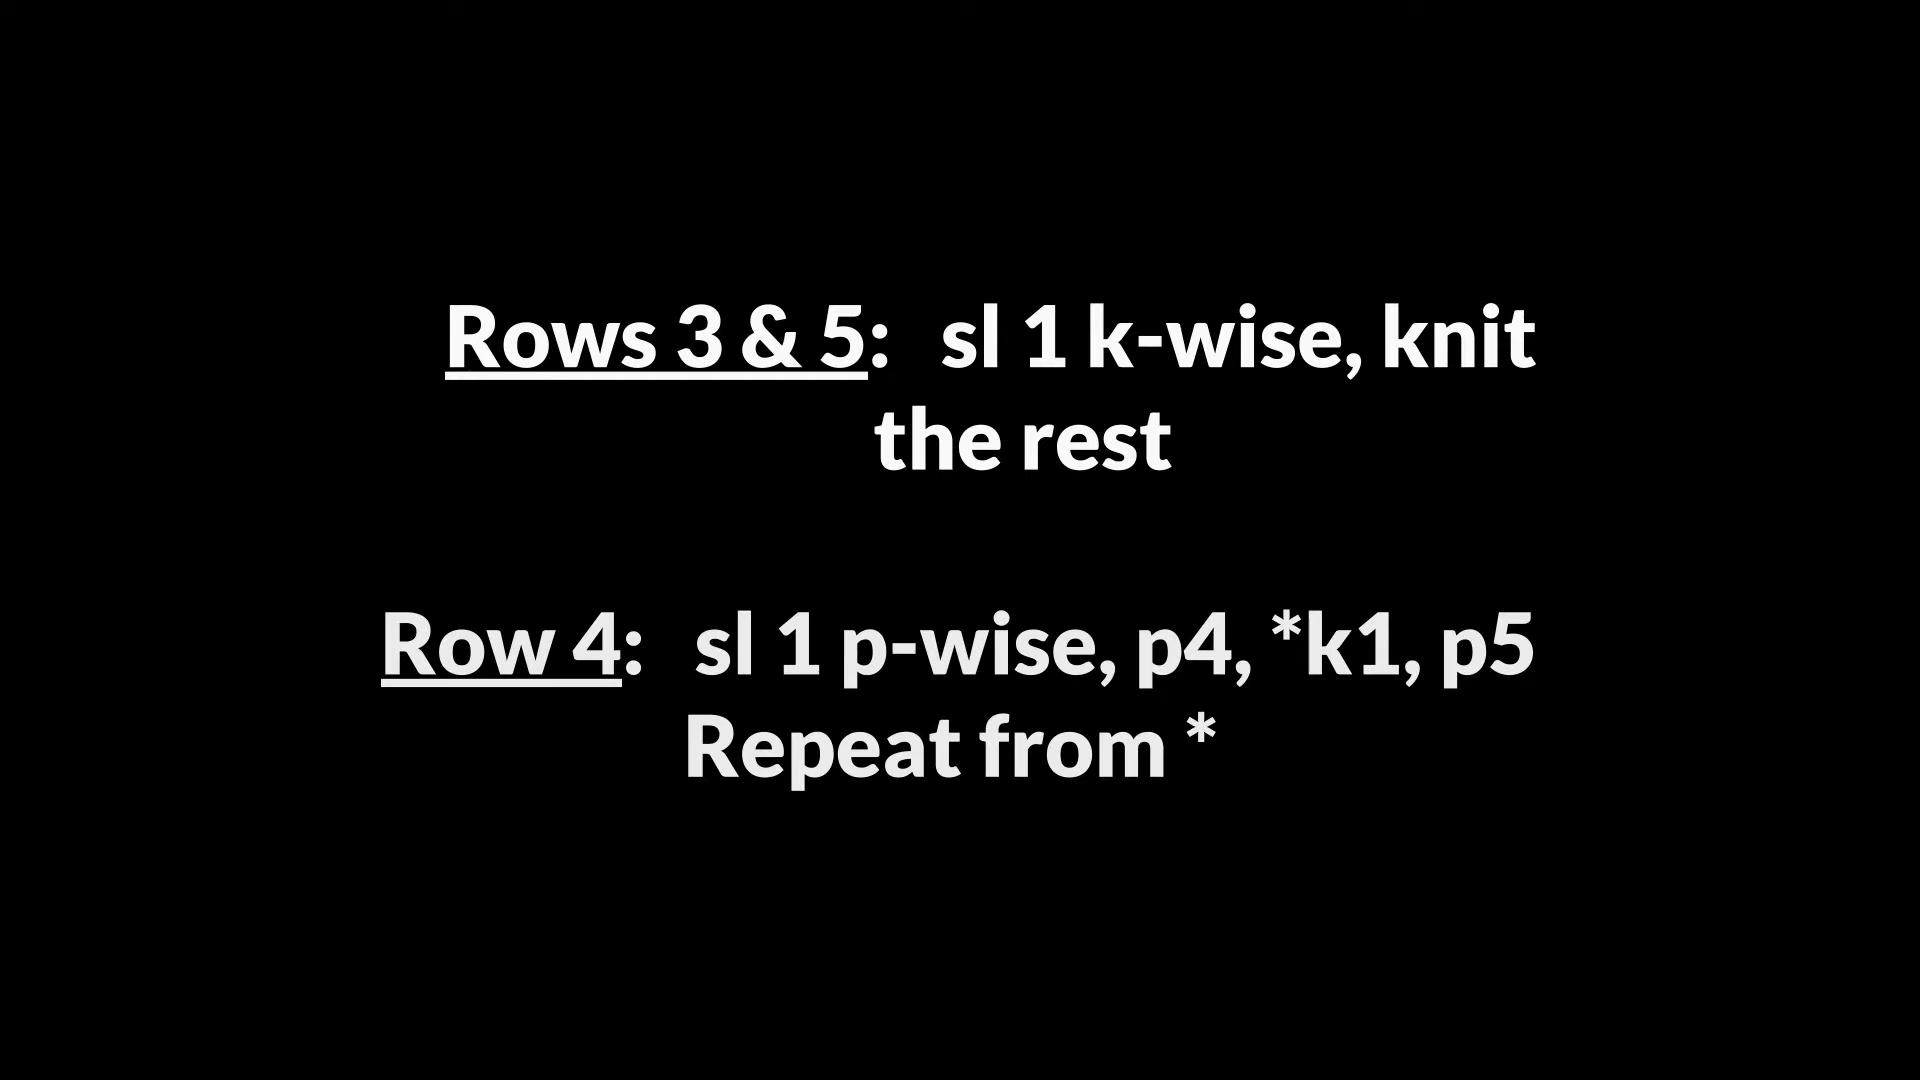 Rows 3 & 5:   sl 1 k-wise, knit
the rest
Row 4:   sl 1 p-wise, p4, *k1, p5
Repeat from *